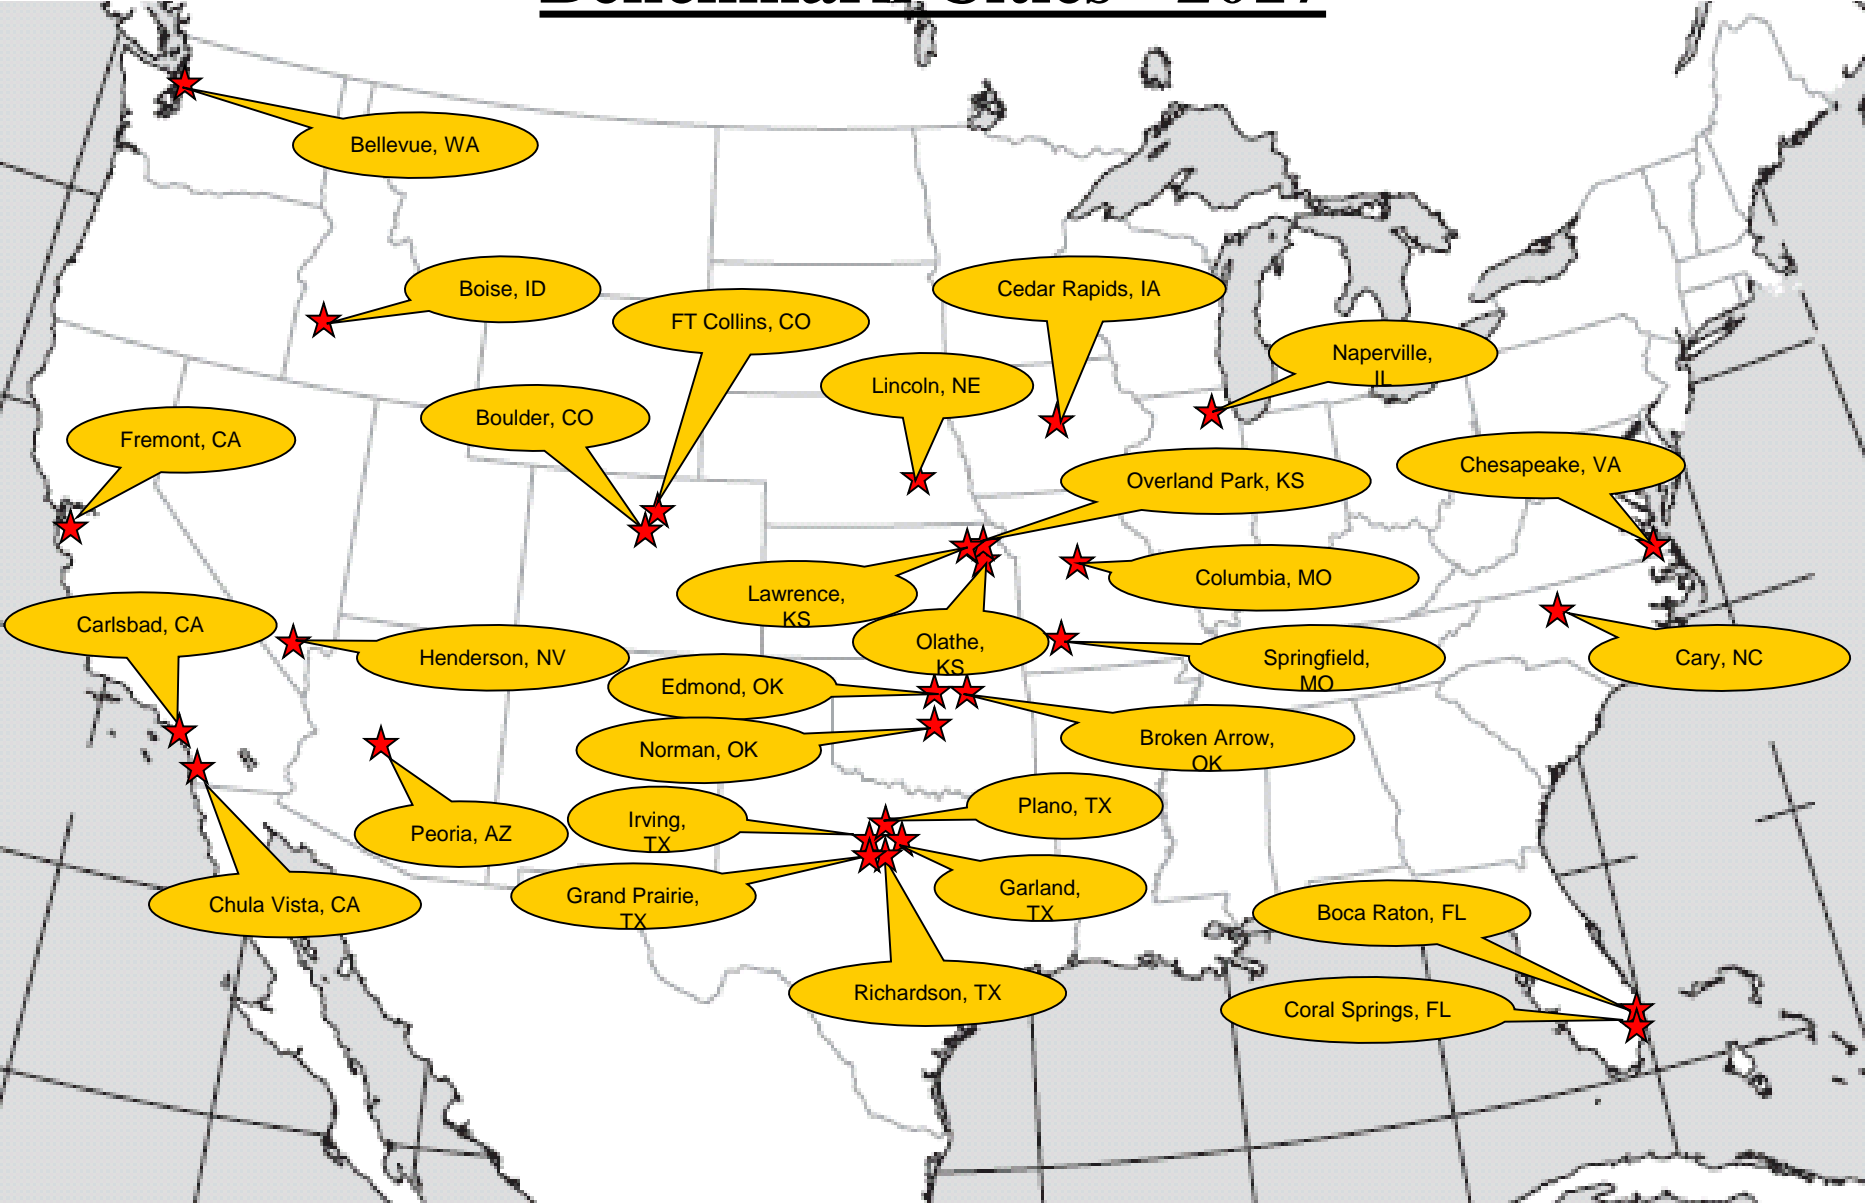 Benchmark Cities - 2017
Bellevue, WA
Boise, ID
Cedar Rapids, IA
FT Collins, CO
Naperville,
IL
Lincoln, NE
Boulder, CO
Fremont, CA
Chesapeake, VA
Overland Park, KS
Columbia, MO
Lawrence,
KS
Carlsbad, CA
Olathe,
KS
Henderson, NV
Springfield,
MO
Cary, NC
Edmond, OK
Broken Arrow,
OK
Norman, OK
Plano, TX
Irving,
TX
Peoria, AZ
Garland,
TX
Grand Prairie,
TX
Chula Vista, CA
Boca Raton, FL
Richardson, TX
Coral Springs, FL